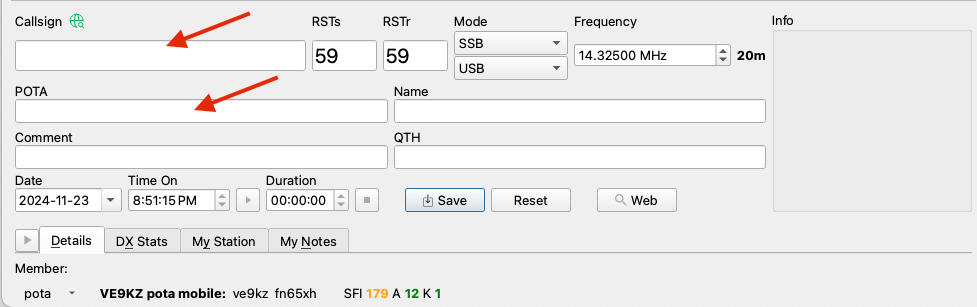 Callsign RSTs RSTr Mode Frequency Info
59 59 SSB 14.32500 MHz 20m
USB
POTA Name
Comment QTH
Date Time On Duration
2024-11-23 8:51:15 PM 00:00:00 Save Reset Web
Details DX Stats My Station My Notes
Member:
pota VE9KZ pota mobile: ve9kz fn65xh SFI 179 A 12 K 1